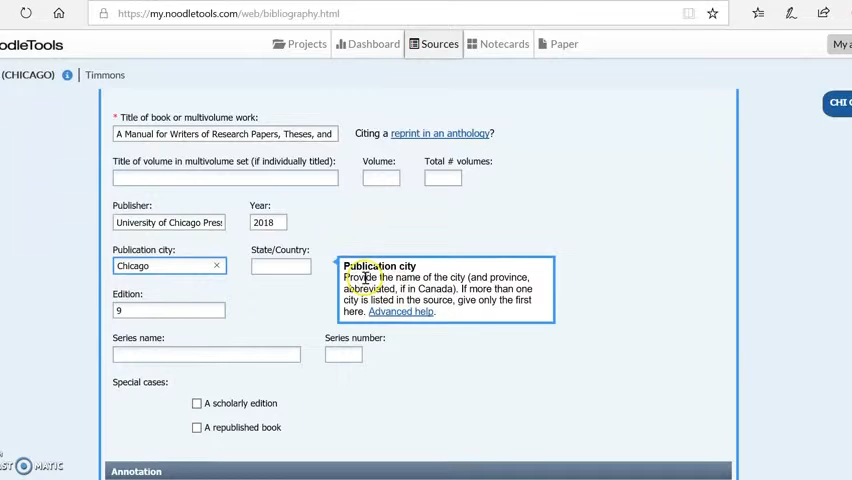 https://my.noodletools.com/web/bibliography.html
oodleTools Projects Dashboard Sources Notecards Paper My a
(CHICAGO) Timmons
CHI
* Title of book or multivolume work:
A Manual for Writers of Research Papers, Theses, and Citing a reprint in an anthology?
Title of volume in multivolume set (if individually titled): Volume: Total # volumes:
Publisher: Year:
University of Chicago Press 2018
Publication city: State/Country:
Chicago
Publication city
Provide the name of the city (and province,
abbreviated, if in Canada). If more than one
city is listed in the source, give only the first
here. Advanced help.
Edition:
9
Series name: Series number:
Special cases:
A scholarly edition
A republished book
AST MATIC
Annotation